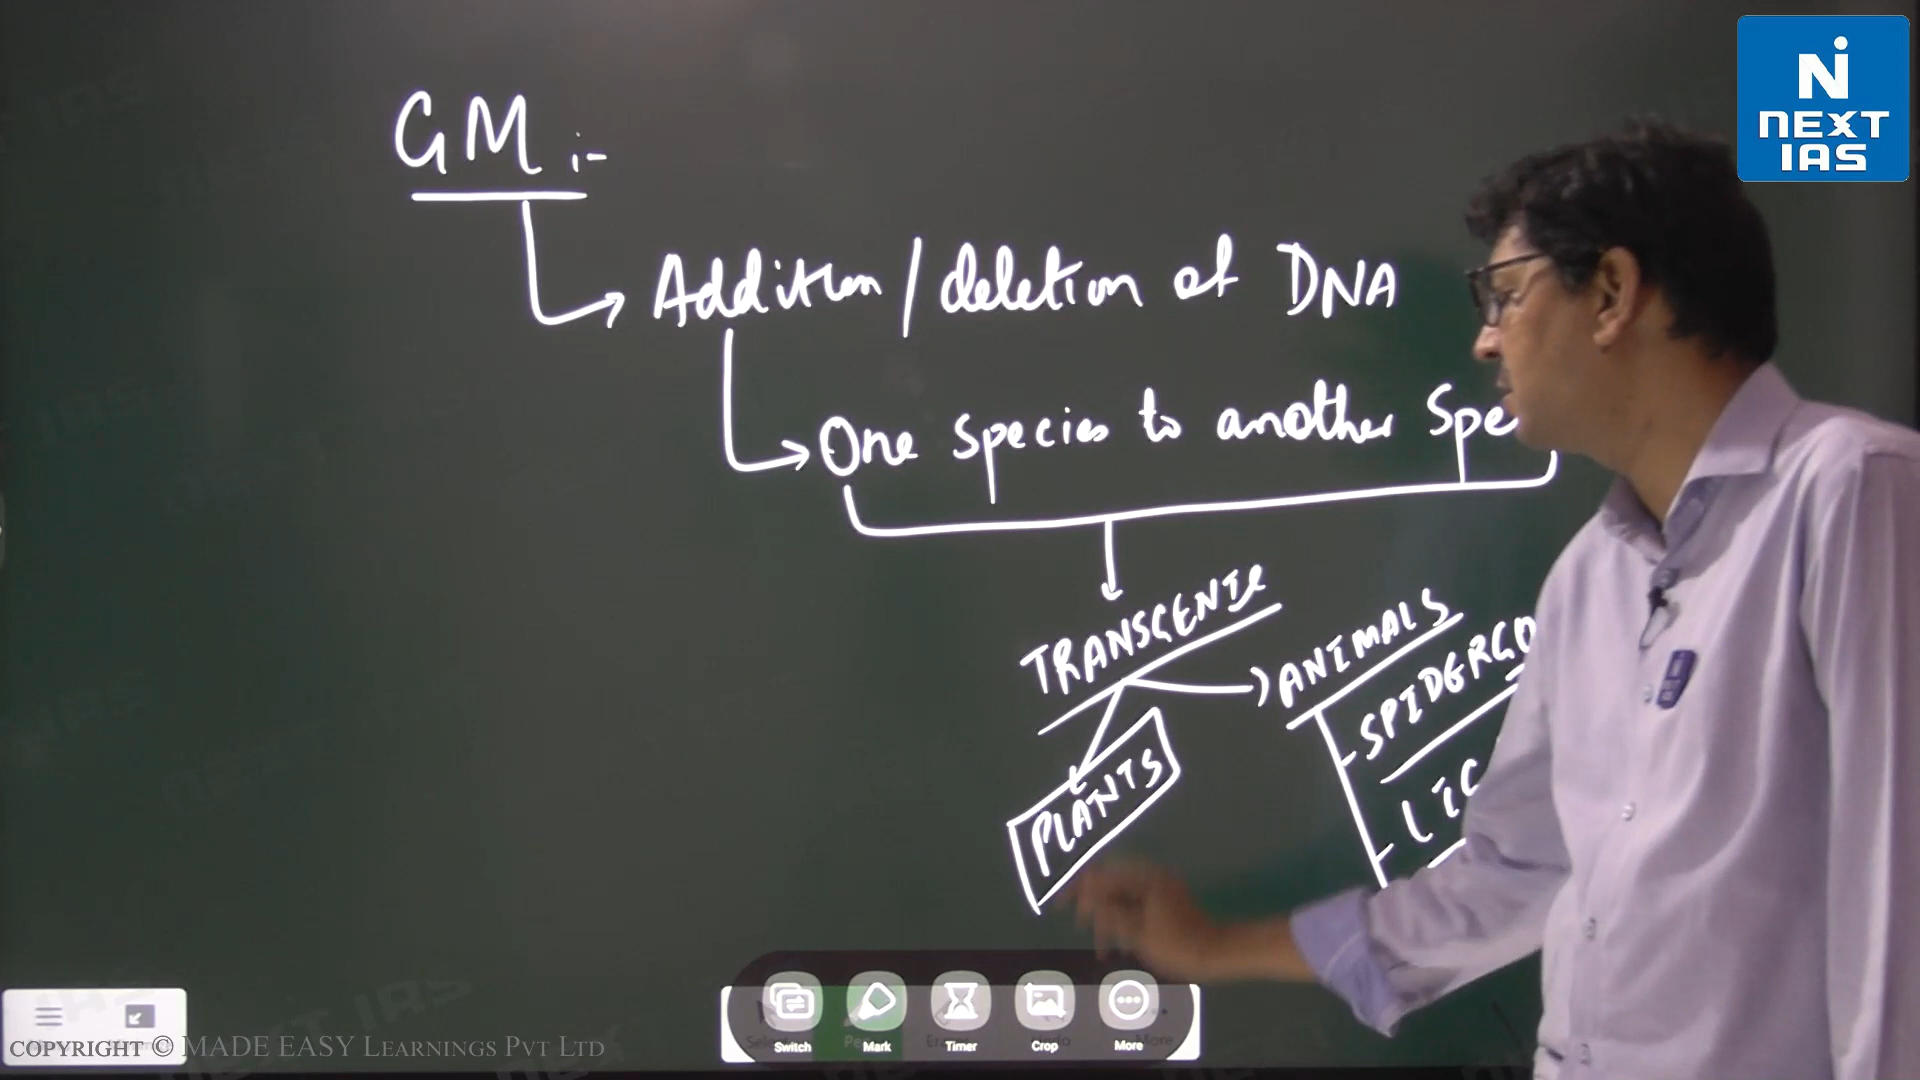 NEXT
IAS
GM :-
Addition / deletion of DNA
One species to another Spe
TRANSGENIC
ANIMALS
SPIDERGO
LIG
PLANTS
Switch
Mark
Timer
Crop
More
COPYRIGHT © MADE EASY LEARNINGS PVT LTD